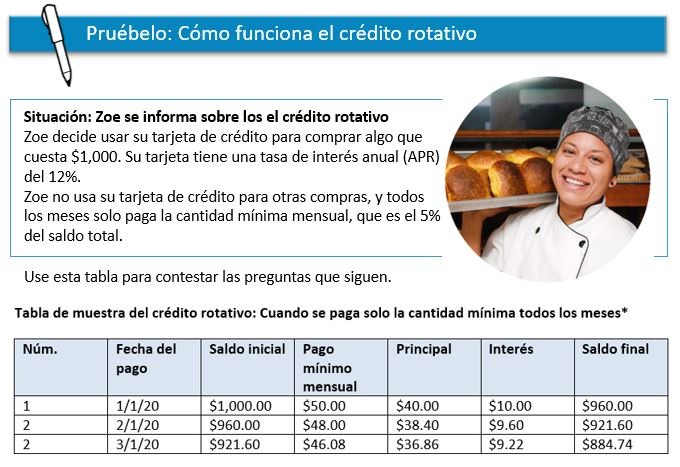 Pruébelo: Cómo funciona el crédito rotativo
Situación: Zoe se informa sobre los el crédito rotativo
Zoe decide usar su tarjeta de crédito para comprar algo que
cuesta $1,000. Su tarjeta tiene una tasa de interés anual (APR)
del 12%.
Zoe no usa su tarjeta de crédito para otras compras, y todos
los meses solo paga la cantidad mínima mensual, que es el 5%
del saldo total.
Use esta tabla para contestar las preguntas que siguen.
Tabla de muestra del crédito rotativo: Cuando se paga solo la cantidad mínima todos los meses*
Núm. Fecha del pago Saldo inicial Pago mínimo mensual Principal Interés Saldo final
1 1/1/20 $1,000.00 $50.00 $40.00 $10.00 $960.00
2 2/1/20 $960.00 $48.00 $38.40 $9.60 $921.60
2 3/1/20 $921.60 $46.08 $36.86 $9.22 $884.74